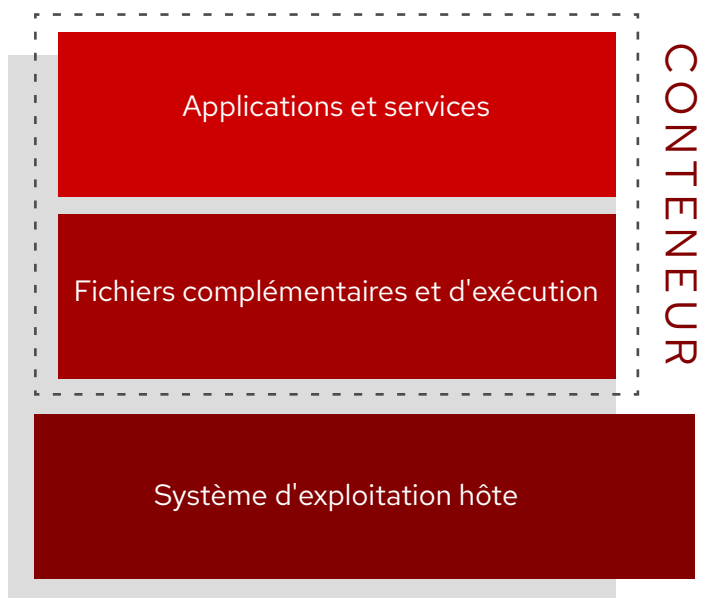 Applications et services
CONTENEUR
Fichiers complémentaires et d'exécution
Système d'exploitation hôte